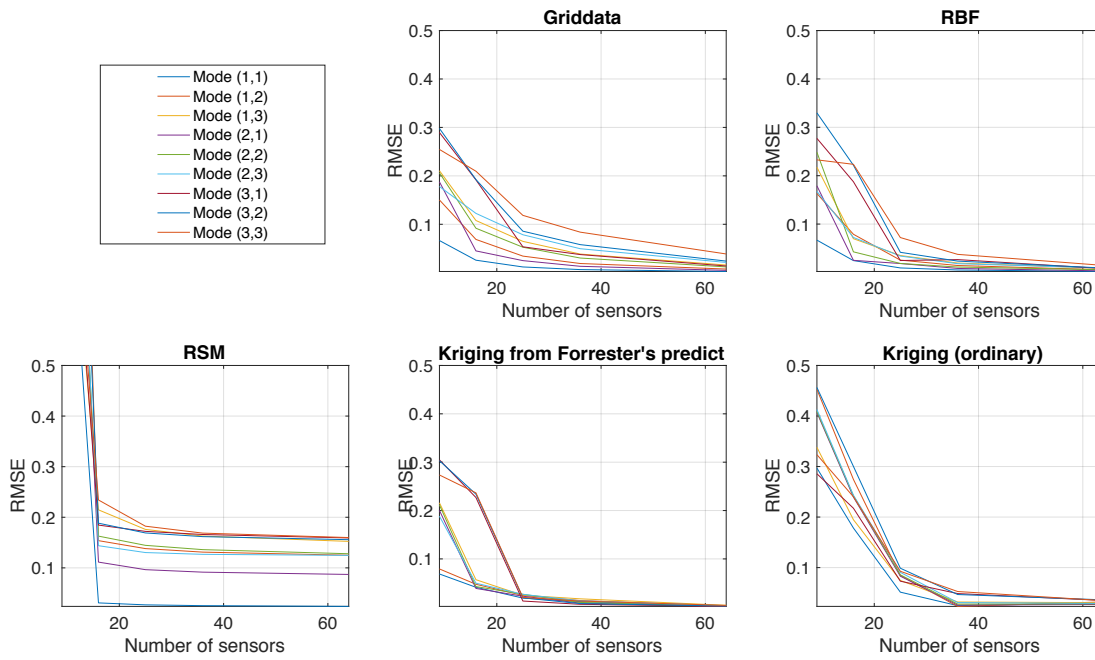 Mode (1,1)
Mode (1,2)
Mode (1,3)
Mode (2,1)
Mode (2,2)
Mode (2,3)
Mode (3,1)
Mode (3,2)
Mode (3,3)
Griddata
0.5
0.4
0.3
0.2
0.1
RMSE
20 40 60
Number of sensors
RBF
0.5
0.4
0.3
0.2
0.1
RMSE
20 40 60
Number of sensors
RSM
0.5
0.4
0.3
0.2
0.1
RMSE
20 40 60
Number of sensors
Kriging from Forrester's predict
0.5
0.4
0.3
0.2
0.1
RMSE
20 40 60
Number of sensors
Kriging (ordinary)
0.5
0.4
0.3
0.2
0.1
RMSE
20 40 60
Number of sensors